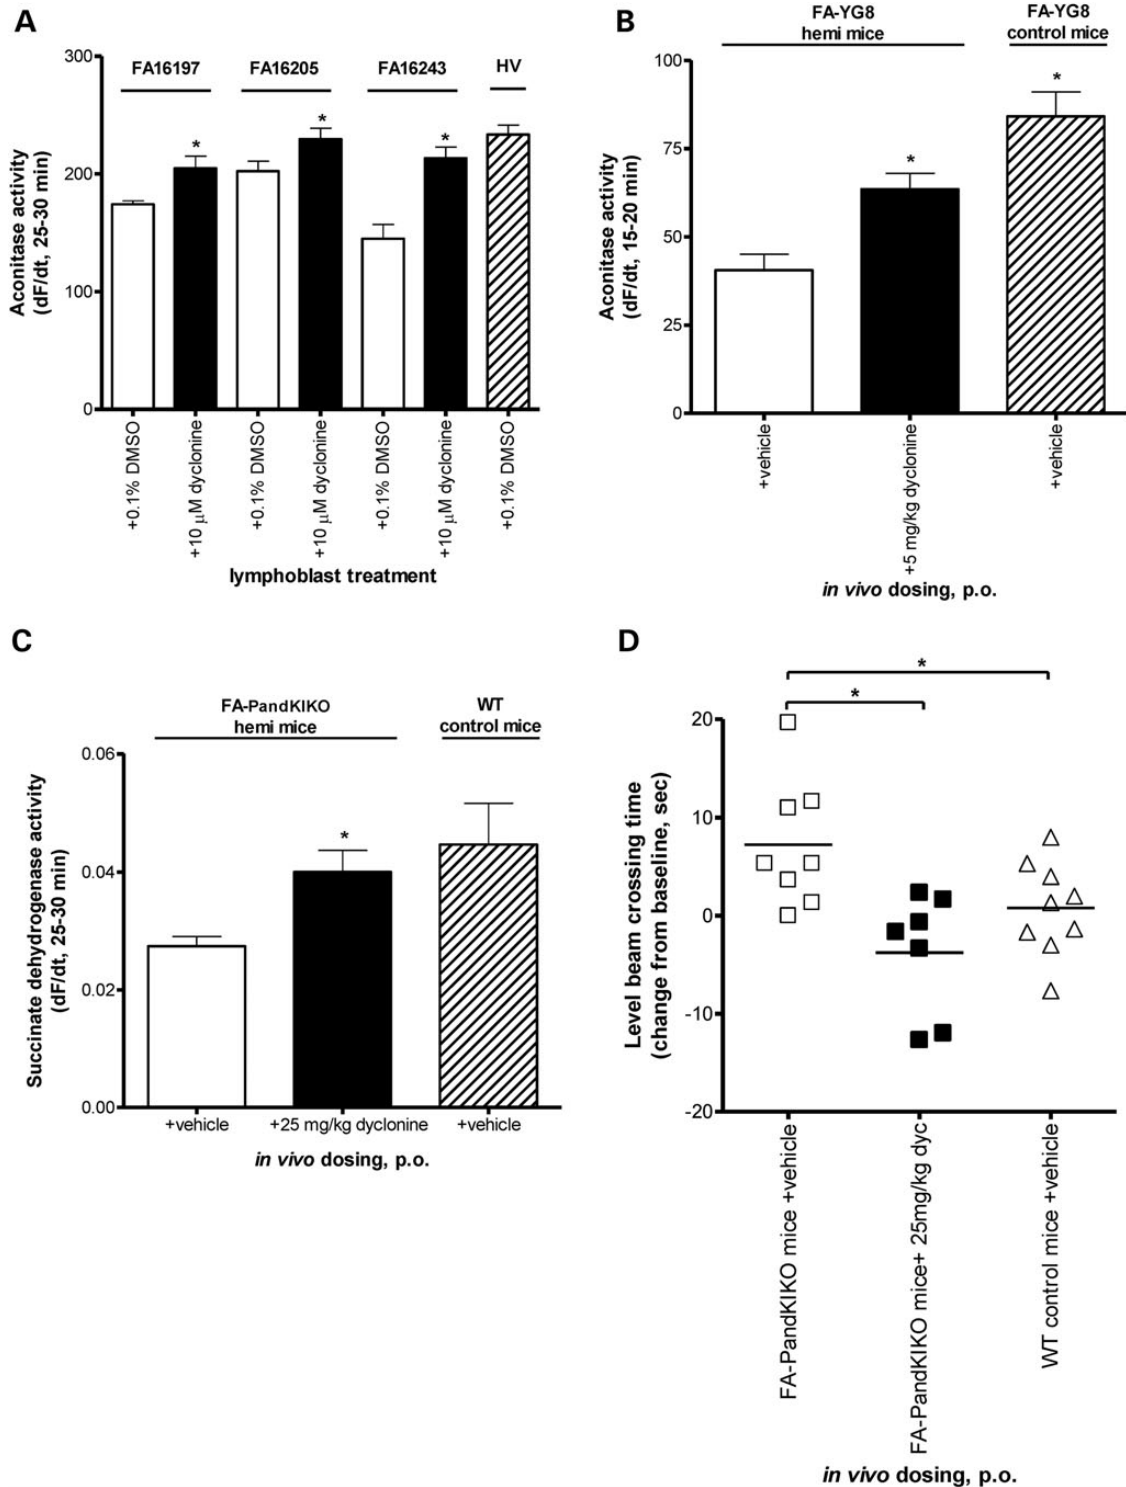 A
FA16197
FA16205
FA16243
HV
300
200
100
0
Aconitase activity
(dF/dt, 25-30 min)
*
*
*
+0.1% DMSO
+10 μM dyclonine
+0.1% DMSO
+10 μM dyclonine
+0.1% DMSO
+10 μM dyclonine
+0.1% DMSO
lymphoblast treatment
B
FA-YG8
hemi mice
FA-YG8
control mice
100
75
50
25
0
Aconitase activity
(dF/dt, 15-20 min)
*
*
+vehicle
+5 mg/kg dyclonine
+vehicle
in vivo dosing, p.o.
C
FA-PandKIKO
hemi mice
WT
control mice
0.06
0.04
0.02
0.00
Succinate dehydrogenase activity
(dF/dt, 25-30 min)
*
+vehicle
+25 mg/kg dyclonine
+vehicle
in vivo dosing, p.o.
D
*
*
20
10
0
-10
-20
Level beam crossing time
(change from baseline, sec)
FA-PandKIKO mice +vehicle
FA-PandKIKO mice+ 25mg/kg dyc
WT control mice +vehicle
in vivo dosing, p.o.